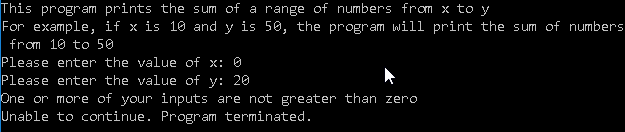 This program prints the sum of a range of numbers from x to y
For example, if x is 10 and y is 50, the program will print the sum of numbers
from 10 to 50
Please enter the value of x: 0
Please enter the value of y: 20
One or more of your inputs are not greater than zero
Unable to continue. Program terminated.